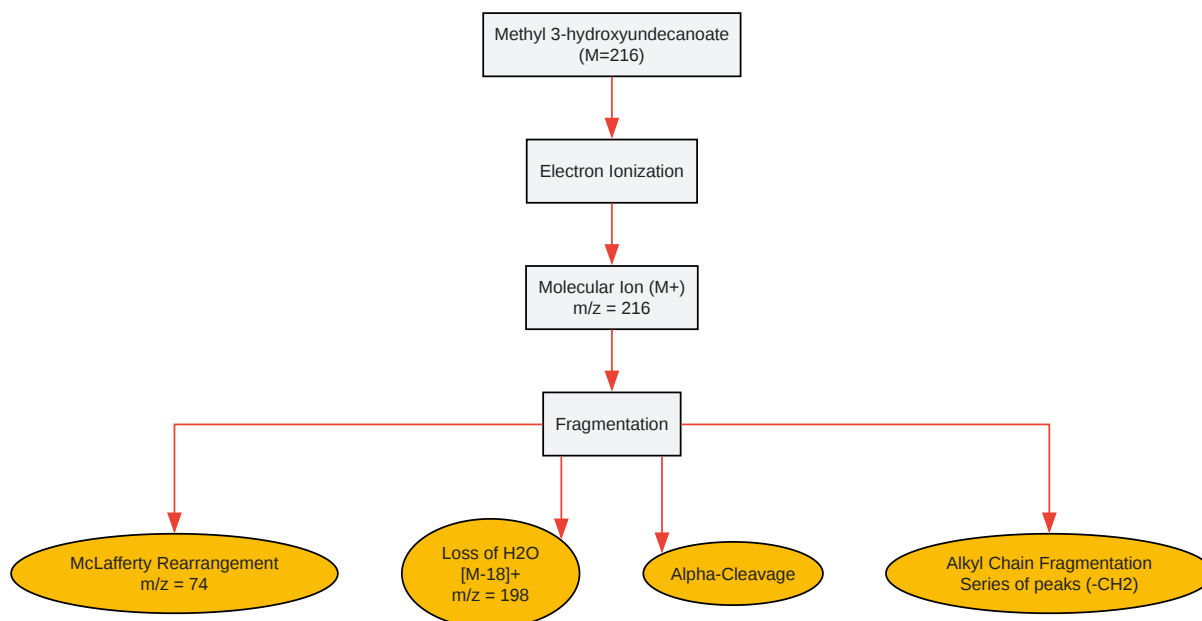 Methyl 3-hydroxyundecanoate
(M=216)
Electron Ionization
Molecular Ion (M+)
m/z = 216
Fragmentation
McLafferty Rearrangement
m/z = 74
Loss of H2O
[M-18]+
m/z = 198
Alpha-Cleavage
Alkyl Chain Fragmentation
Series of peaks (-CH2)